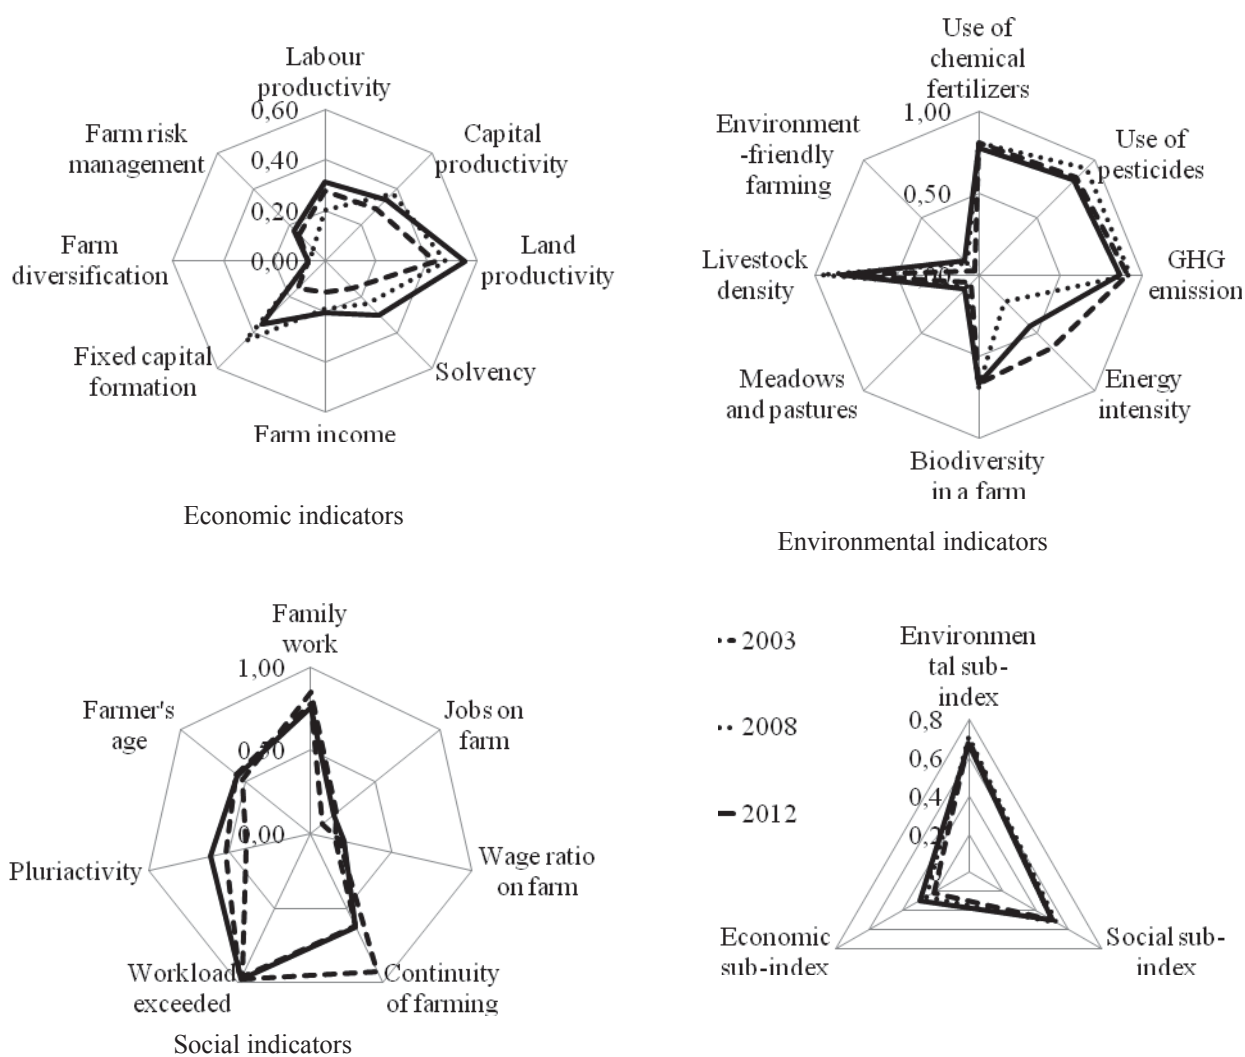 Labour
productivity
0,60
0,40
0,20
0,00
Capital
productivity
Land
productivity
Solvency
Farm income
Fixed capital
formation
Farm
diversification
Farm risk
management
Economic indicators
Use of
chemical
fertilizers
1,00
0,50
Use of
pesticides
GHG
emission
Energy
intensity
Biodiversity
in a farm
Meadows
and pastures
Livestock
density
Environment
-friendly
farming
Environmental indicators
Family
work
1,00
0,50
0,00
Jobs on
farm
Wage ratio
on farm
Continuity
of farming
Workload
exceeded
Pluriactivity
Farmer's
age
Social indicators
2003
2008
2012
Environmen
tal sub-
index
0,8
0,6
0,4
0,2
Social sub-
index
Economic
sub-index